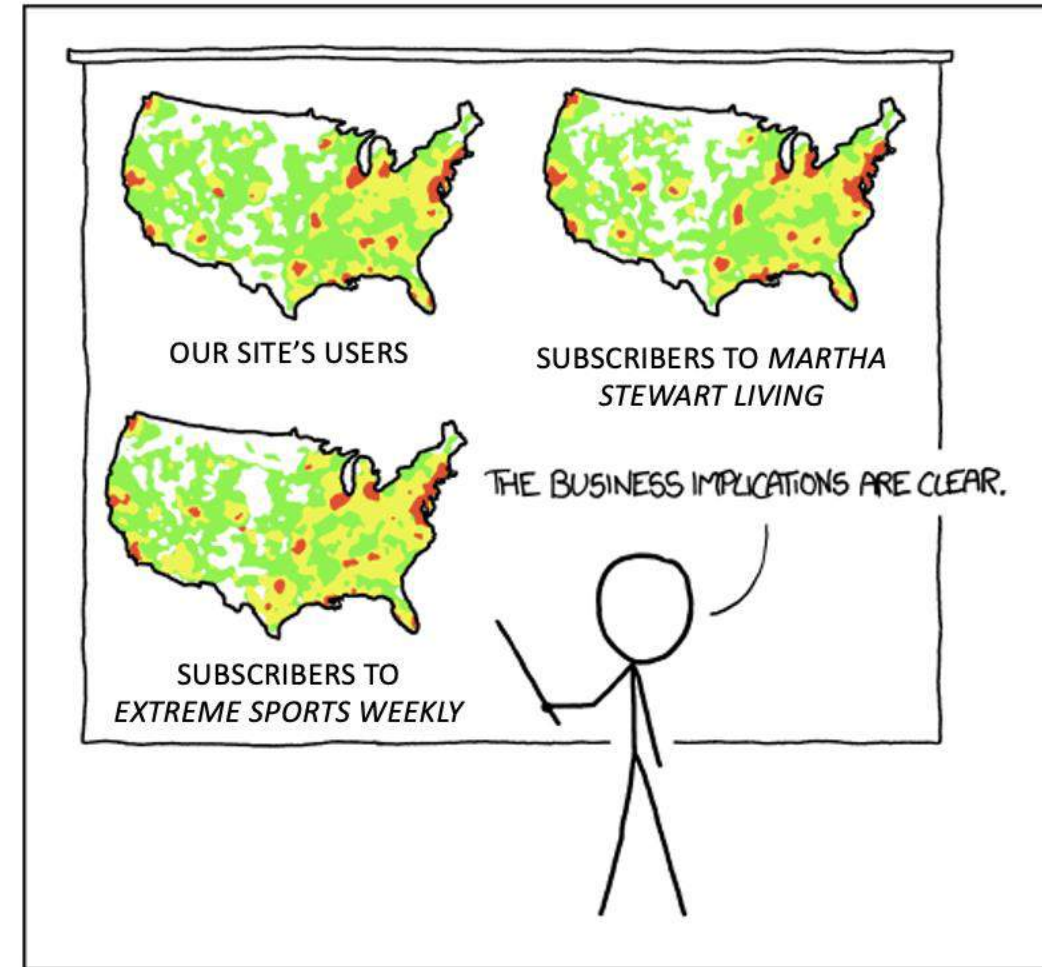 OUR SITE’S USERS
SUBSCRIBERS TO MARTHA
STEWART LIVING
SUBSCRIBERS TO
EXTREME SPORTS WEEKLY
THE BUSINESS IMPLICATIONS ARE CLEAR.